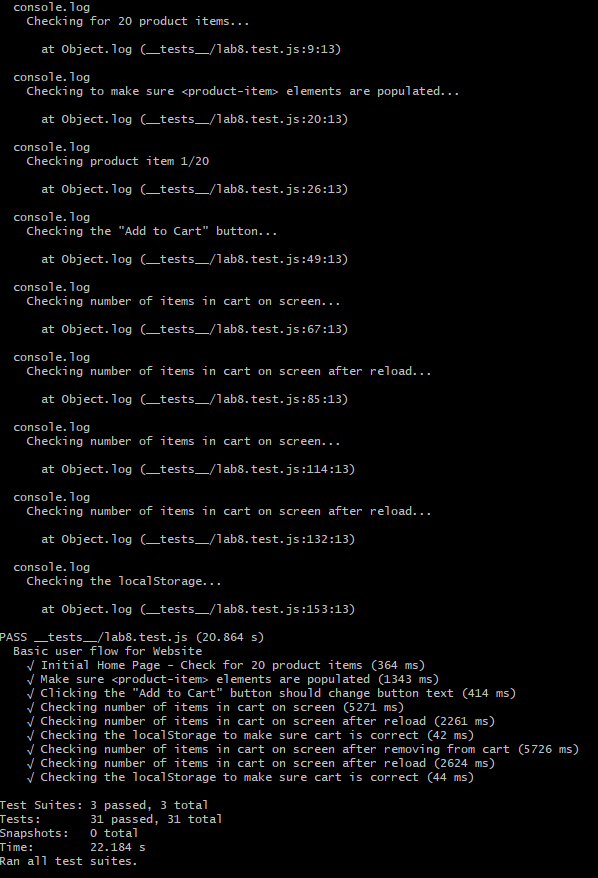 console.log
Checking for 20 product items...
at Object.log (__tests__/lab8.test.js:9:13)
console.log
Checking to make sure <product-item> elements are populated...
at Object.log (__tests__/lab8.test.js:20:13)
console.log
Checking product item 1/20
at Object.log (__tests__/lab8.test.js:26:13)
console.log
Checking the "Add to Cart" button...
at Object.log (__tests__/lab8.test.js:49:13)
console.log
Checking number of items in cart on screen...
at Object.log (__tests__/lab8.test.js:67:13)
console.log
Checking number of items in cart on screen after reload...
at Object.log (__tests__/lab8.test.js:85:13)
console.log
Checking number of items in cart on screen...
at Object.log (__tests__/lab8.test.js:114:13)
console.log
Checking number of items in cart on screen after reload...
at Object.log (__tests__/lab8.test.js:132:13)
console.log
Checking the localStorage...
at Object.log (__tests__/lab8.test.js:153:13)
PASS __tests__/lab8.test.js (20.864 s)
Basic user flow for Website
√ Initial Home Page - Check for 20 product items (364 ms)
√ Make sure <product-item> elements are populated (1343 ms)
√ Clicking the "Add to Cart" button should change button text (414 ms)
√ Checking number of items in cart on screen (5271 ms)
√ Checking number of items in cart on screen after reload (2261 ms)
√ Checking the localStorage to make sure cart is correct (42 ms)
√ Checking number of items in cart on screen after removing from cart (5726 ms)
√ Checking number of items in cart on screen after reload (2624 ms)
√ Checking the localStorage to make sure cart is correct (44 ms)
Test Suites: 3 passed, 3 total
Tests:       31 passed, 31 total
Snapshots:   0 total
Time:        22.184 s
Ran all test suites.